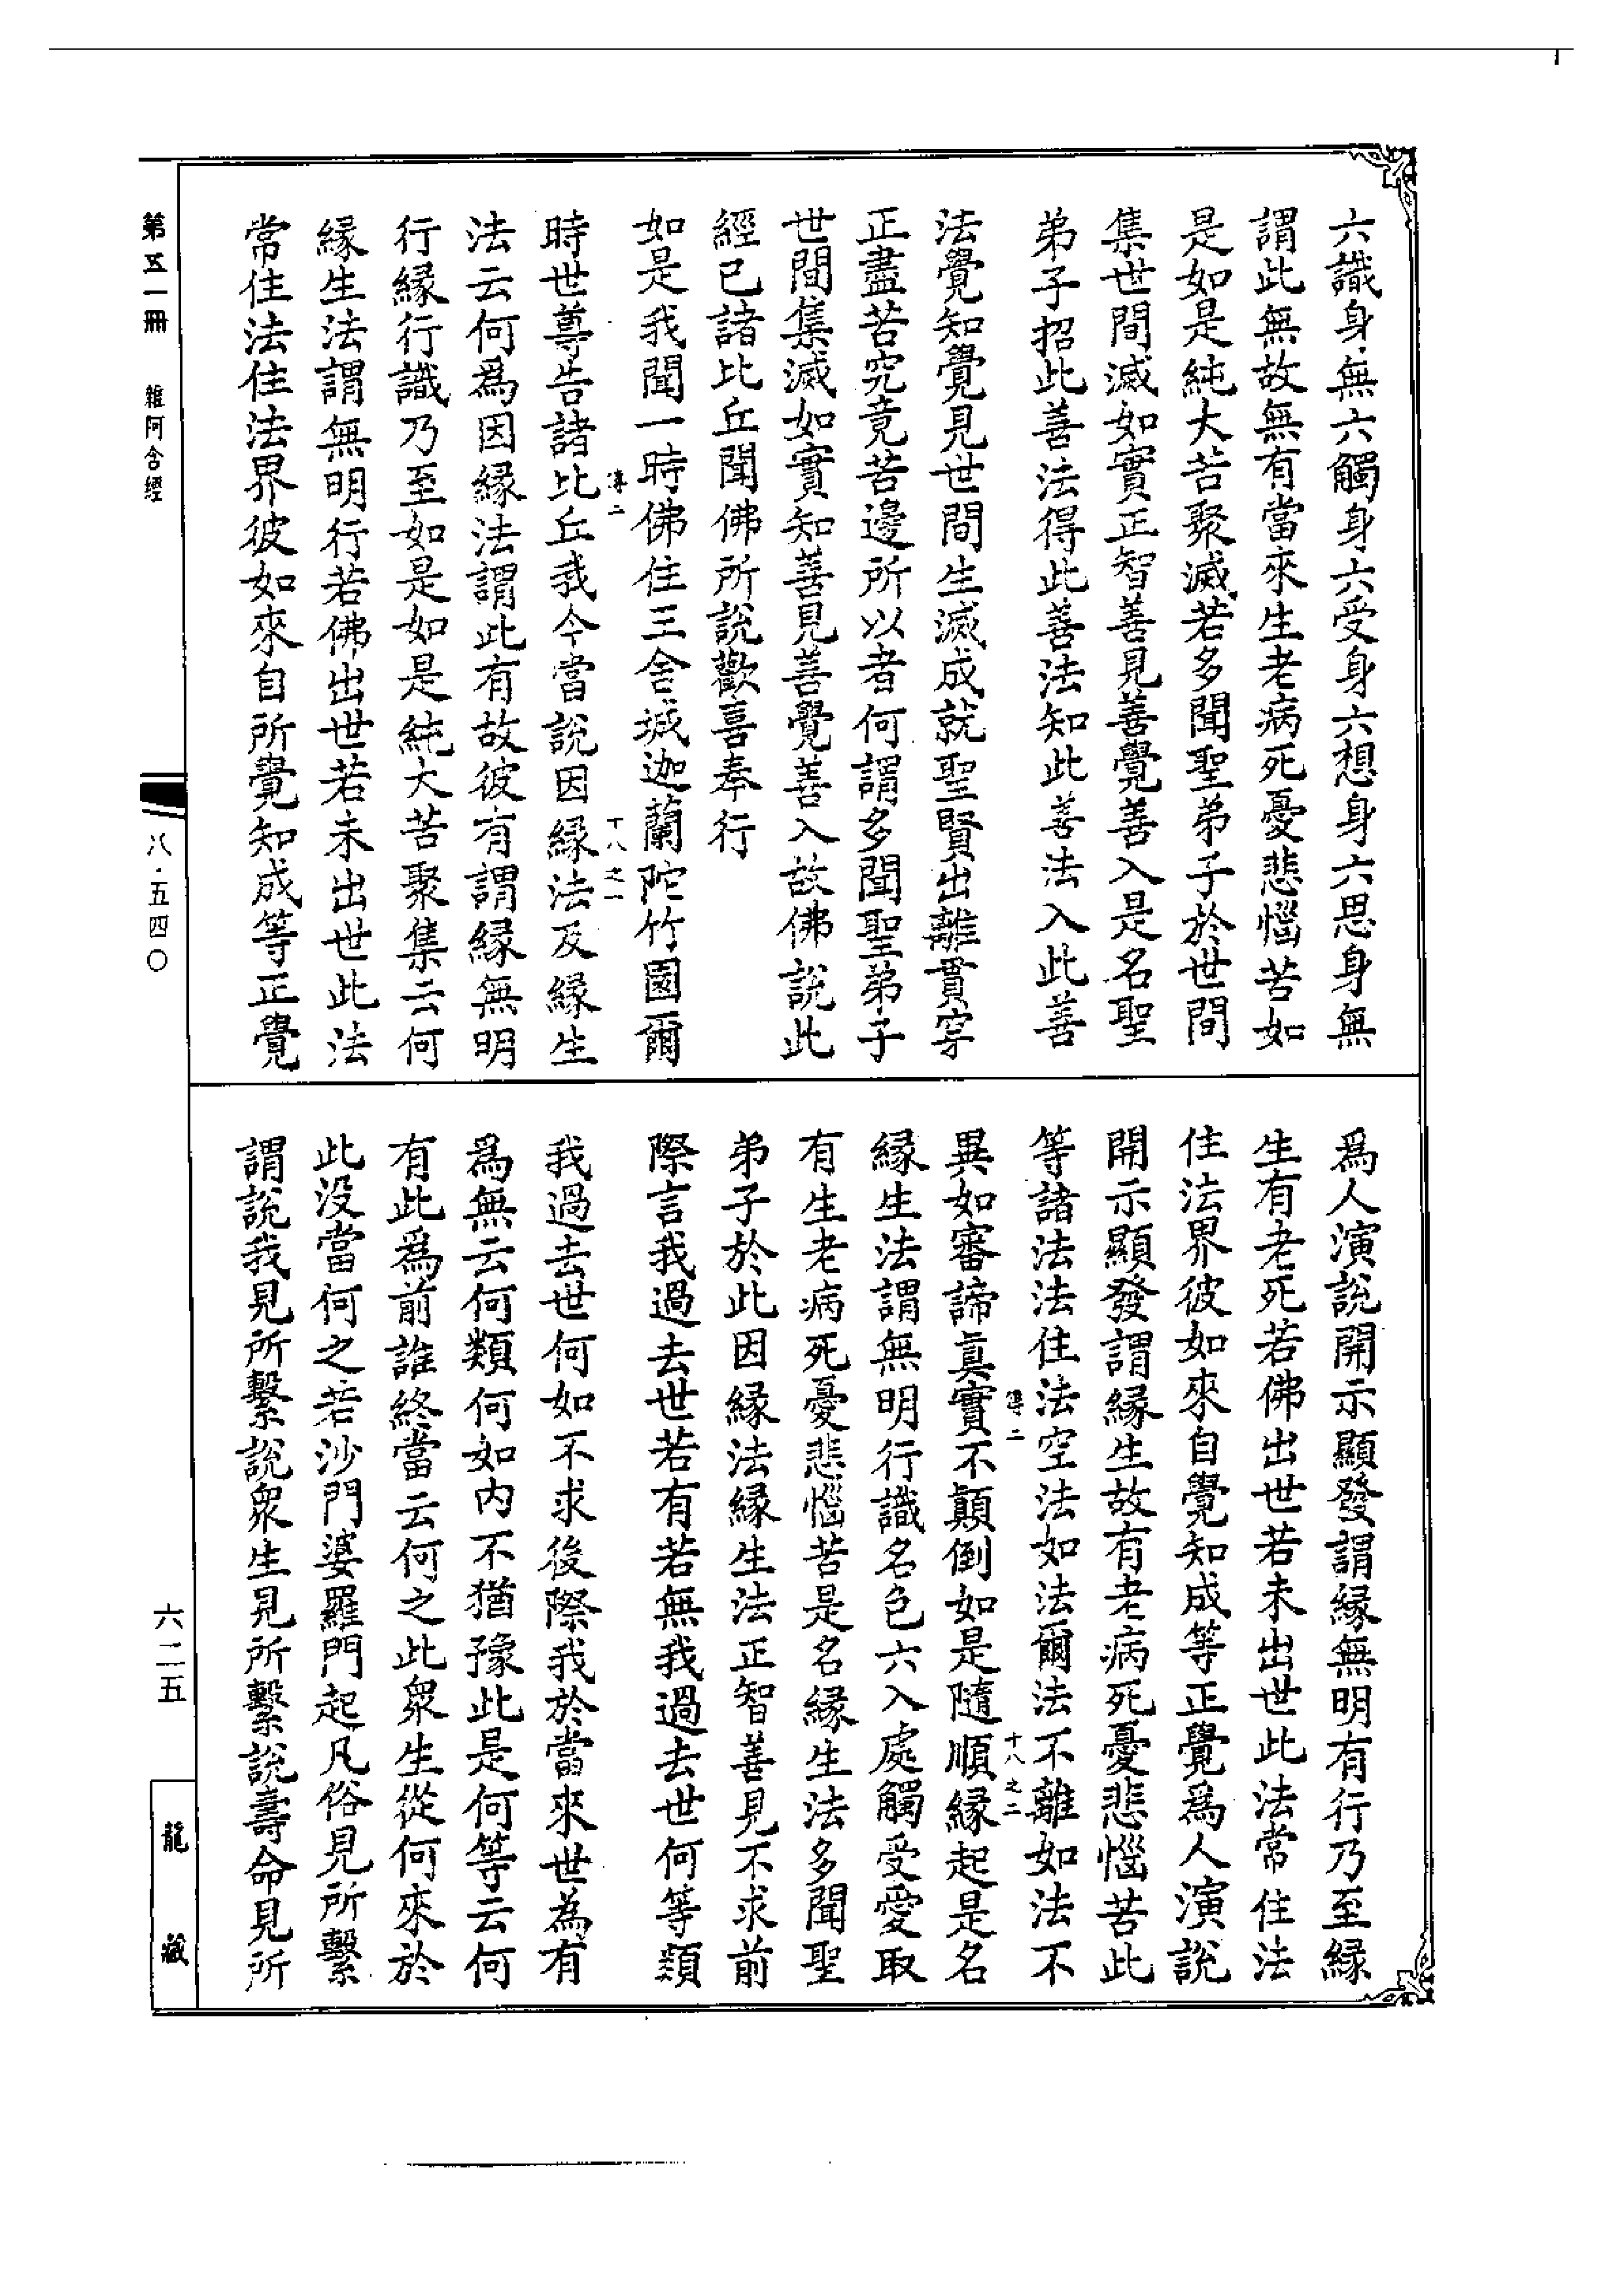 六識身無六觸身六受身六想身六思身無
謂此無故無有當來生老病死憂悲惱苦如
是如是純大苦聚滅若多聞聖弟子於世間
集世間滅如實正智善見善覺善入是名聖
弟子招此善法得此善法知此善法入此善
法覺知覺見世間生滅成就聖賢出離貫穿
正盡苦究竟苦邊所以者何謂多聞聖弟子
世間集滅如實知善見善覺善入故佛說此
經已諸比丘聞佛所說歡喜奉行
如是我聞一時佛住王舍城迦蘭陀竹園爾
十八之一
時世尊告諸比丘我今當說因緣法及緣生
法云何爲因緣法謂此有故彼有謂緣無明
行緣行識乃至如是如是純大苦聚集云何
緣生法謂無明行若佛出世若未出世此法
常住法住法界彼如來自所覺知成等正覺
爲人演說開示顯發謂緣無明有行乃至緣
生有老死若佛出世若未出世此法常住法
住法界彼如來自覺知成等正覺爲人演說
開示顯發謂緣生故有老病死憂悲惱苦此
等諸法法住法空法如法爾法不離如法不
十八之二
異如審諦真實不顛倒如是隨順緣起是名
緣生法謂無明行識名色六入處觸受愛取
有生老病死憂悲惱苦是名緣生法多聞聖
弟子於此因緣法緣生法正智善見不求前
際言我過去世若有若無我過去世何等類
我過去世何如不求後際我於當來世為有
爲無云何類何如内不猶豫此是何等云何
有此爲前誰終當云何之此衆生從何來於
此没當何之若沙門婆羅門起凡俗見所繫
謂說我見所繫說衆生見所繫說壽命見所
第五一冊　雜阿含經
八·五四〇
六二五
龍藏